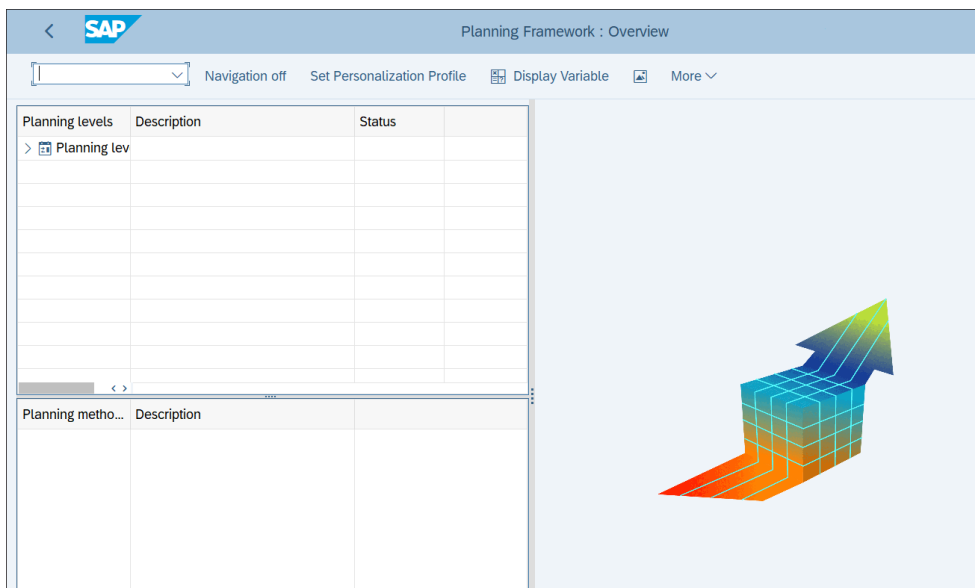 SAP Planning Framework : Overview
Navigation off Set Personalization Profile Display Variable More
Planning levels Description Status
Planning lev
Planning metho... Description